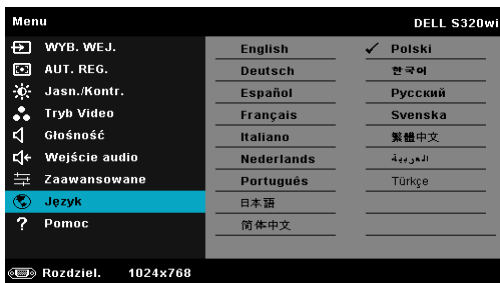 Menu DELL S320wi
WYB. WEJ.
AUT. REG.
Jasn./Kontr.
Tryb Video
Głośność
Wejście audio
Zaawansowane
Język
Pomoc
English
Deutsch
Español
Français
Italiano
Nederlands
Português
日本語
简体中文
Polski
한국어
Русский
Svenska
繁體中文
العربية
Türkçe
Rozdziel. 1024x768